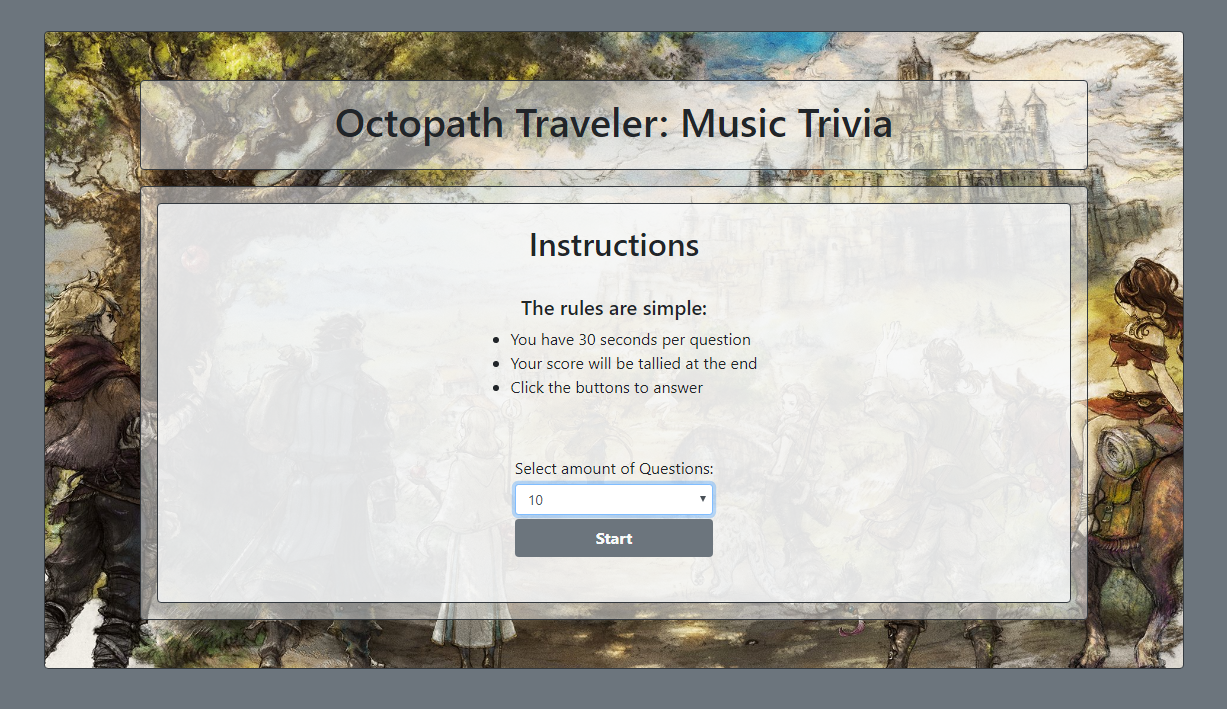 Octopath Traveler: Music Trivia
Instructions
The rules are simple:
You have 30 seconds per question
Your score will be tallied at the end
Click the buttons to answer
Select amount of Questions:
10
Start